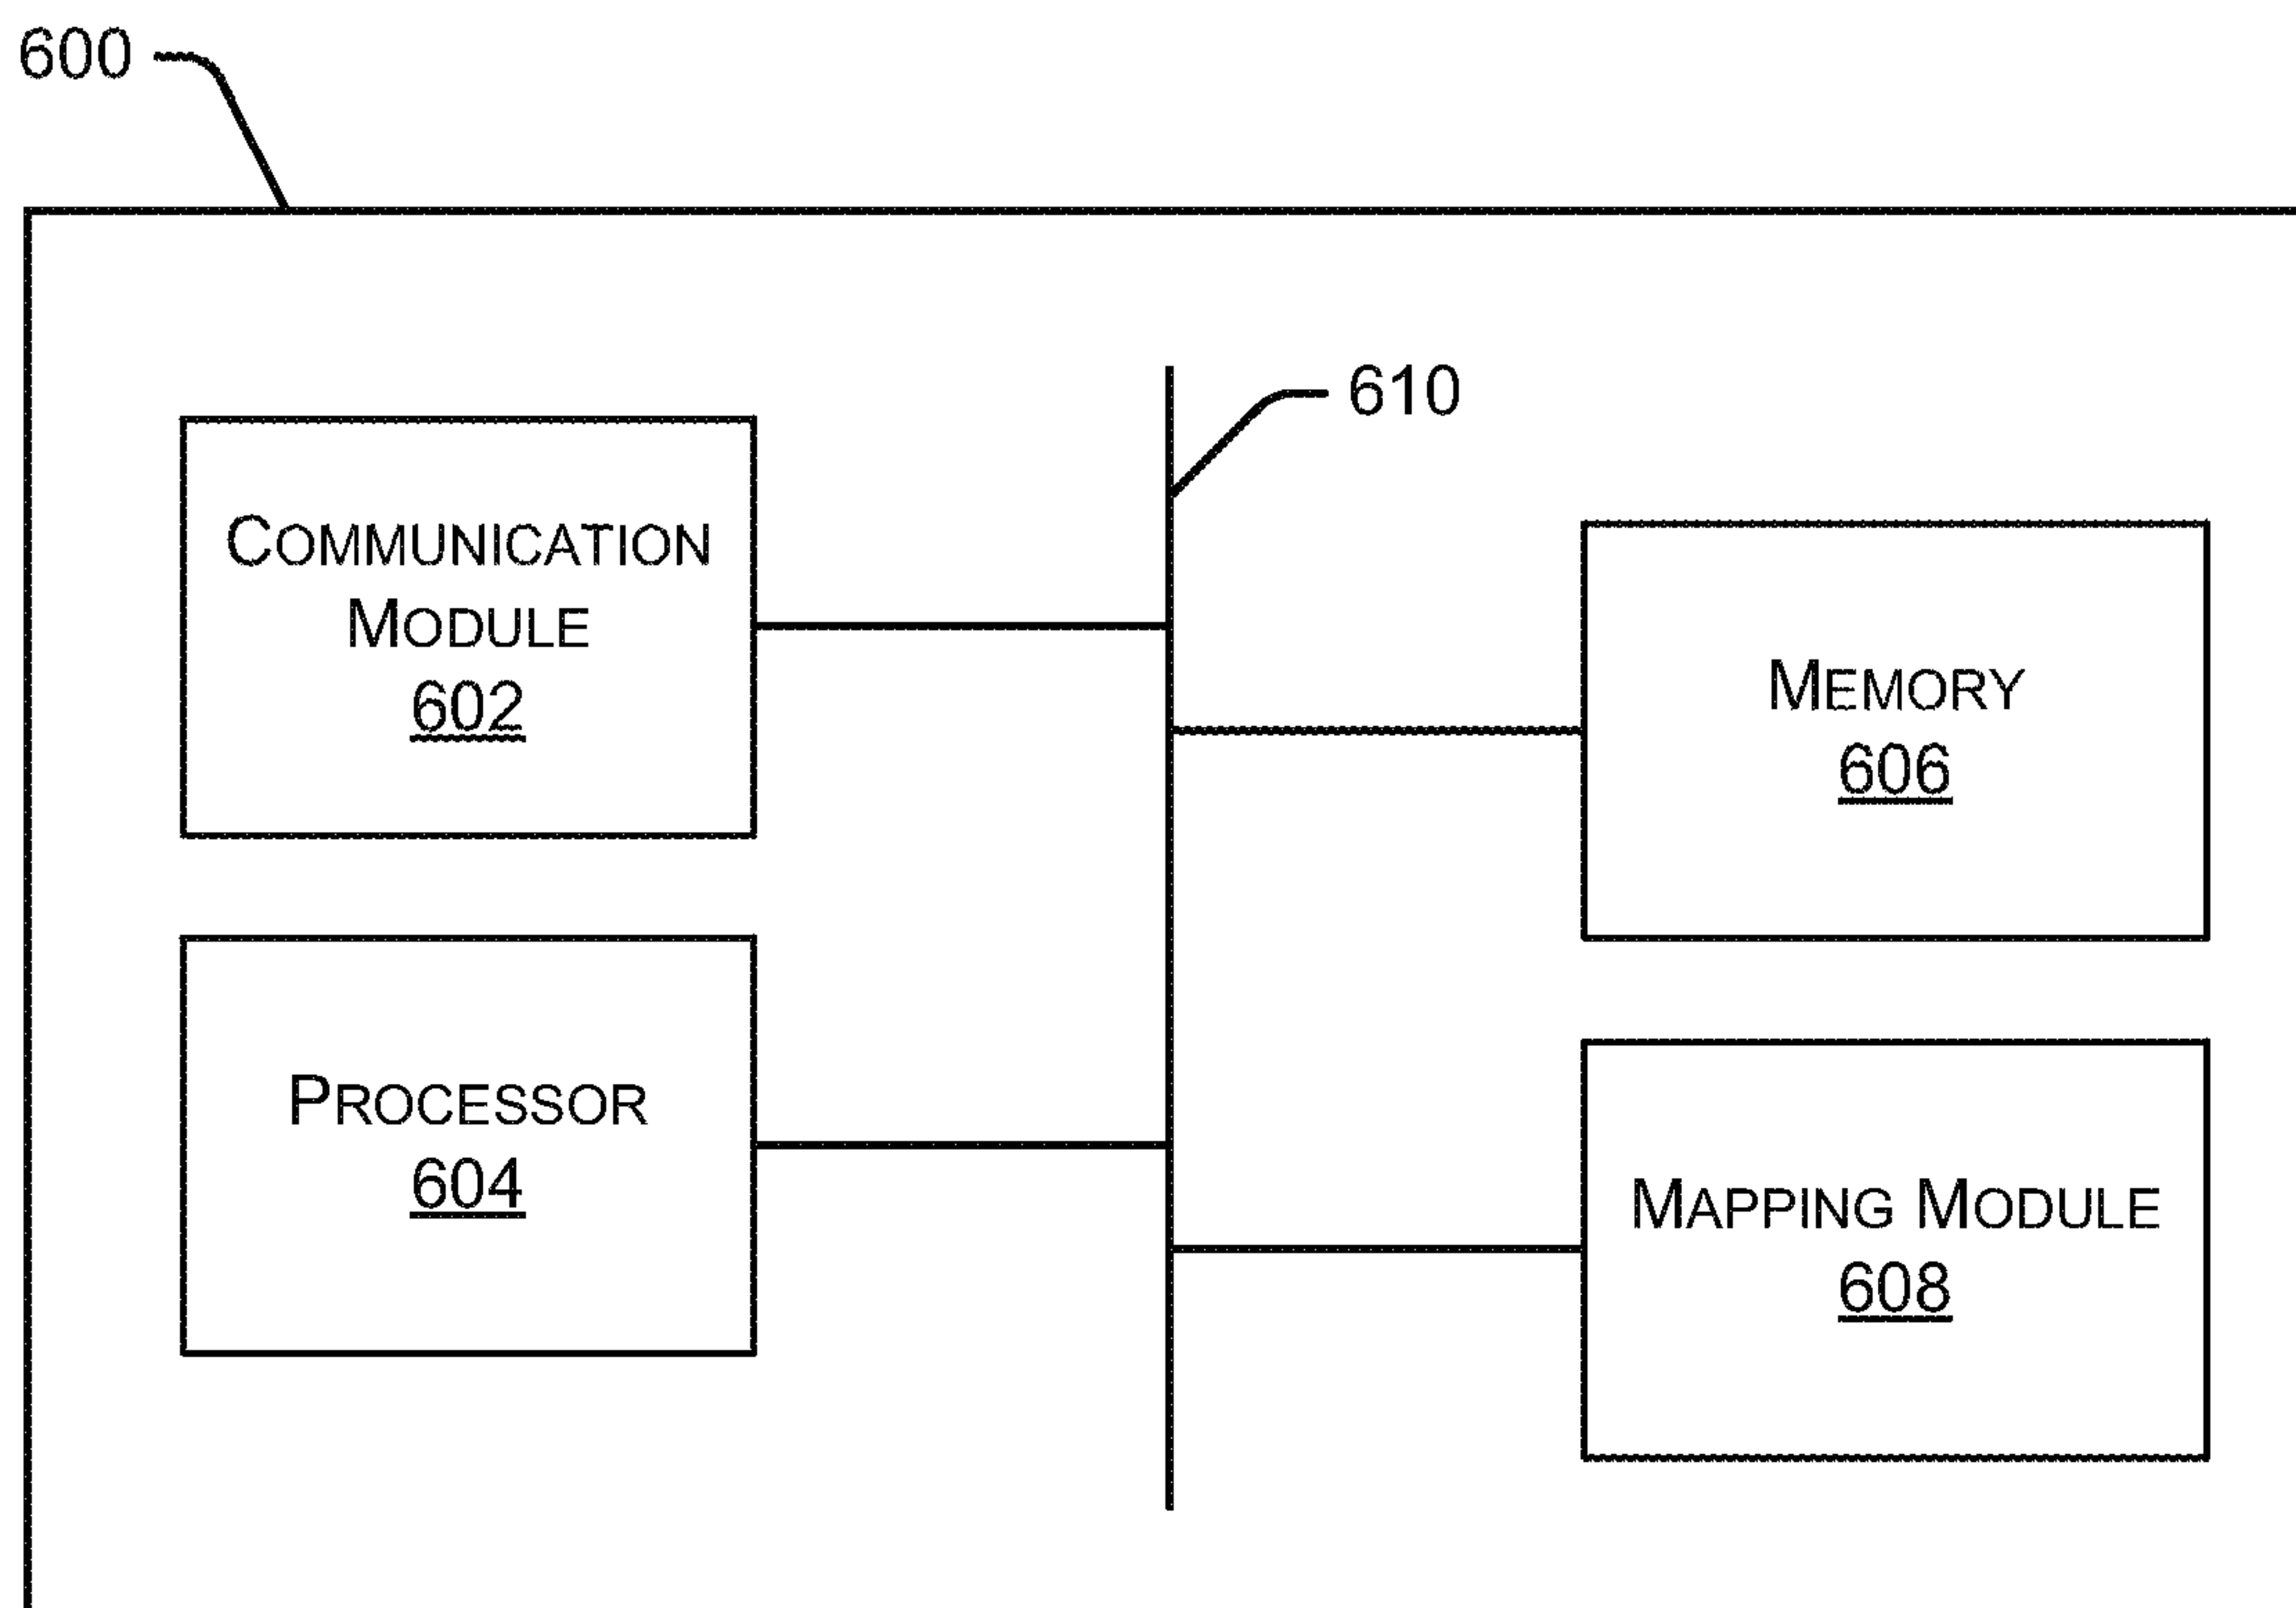 600
610
COMMUNICATION
MODULE
602
MEMORY
606
PROCESSOR
604
MAPPING MODULE
608